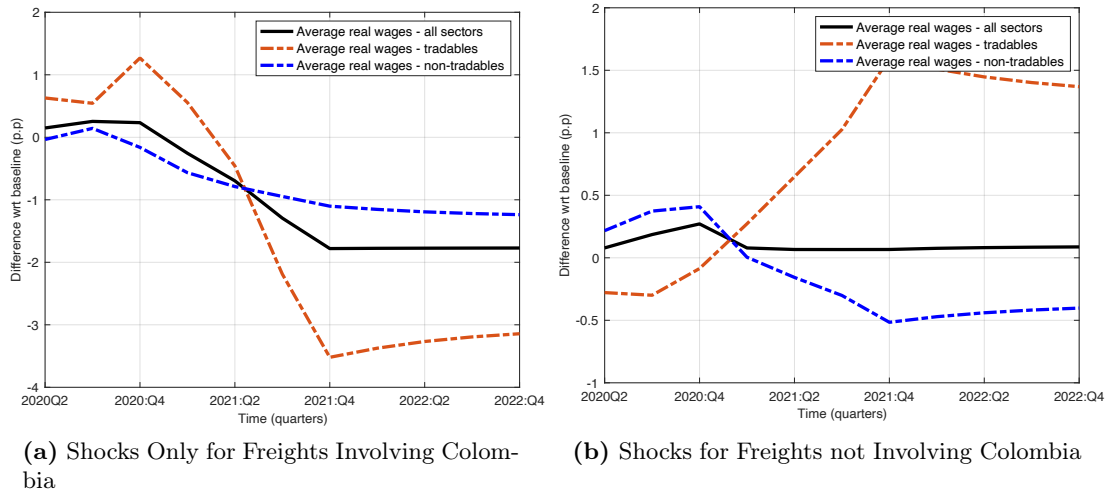 2
1
0
-1
-2
-3
-4
Difference wrt baseline (p.p)
Average real wages - all sectors
Average real wages - tradables
Average real wages - non-tradables
2020Q2
2020:Q4
2021:Q2
2021:Q4
2022:Q2
2022:Q4
Time (quarters)
(a) Shocks Only for Freights Involving Colom-
bia
2
1.5
1
0.5
0
-0.5
-1
Difference wrt baseline (p.p)
Average real wages - all sectors
Average real wages - tradables
Average real wages - non-tradables
2020Q2
2020:Q4
2021:Q2
2021:Q4
2022:Q2
2022:Q4
Time (quarters)
(b) Shocks for Freights not Involving Colombia